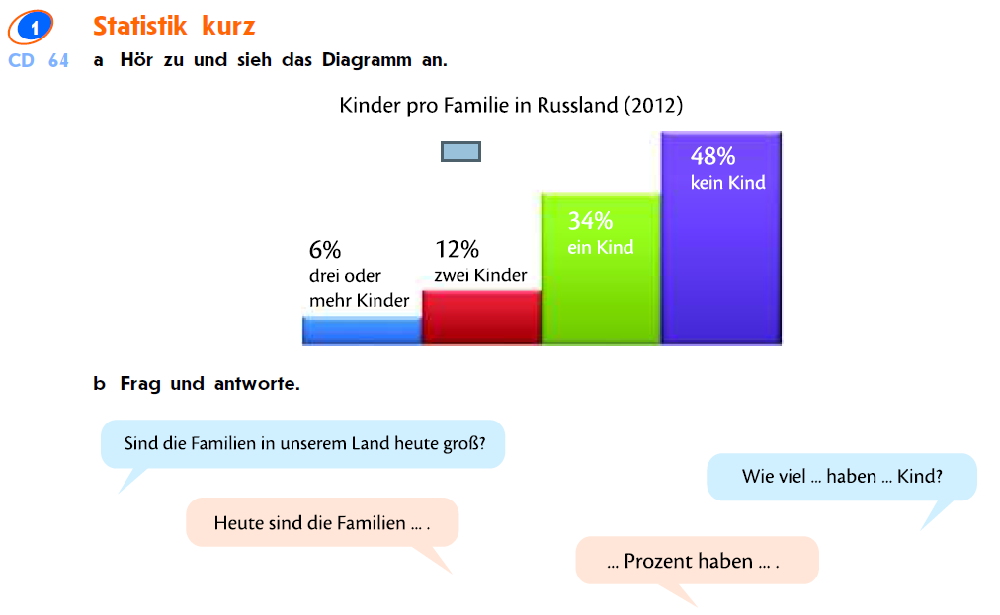 1 Statistik kurz
CD 64 a Hör zu und sieh das Diagramm an.
Kinder pro Familie in Russland (2012)
6%
drei oder
mehr Kinder
12%
zwei Kinder
34%
ein Kind
48%
kein Kind
b Frag und antworte.
Sind die Familien in unserem Land heute groß?
Wie viel ... haben ... Kind?
Heute sind die Familien ... .
... Prozent haben ... .